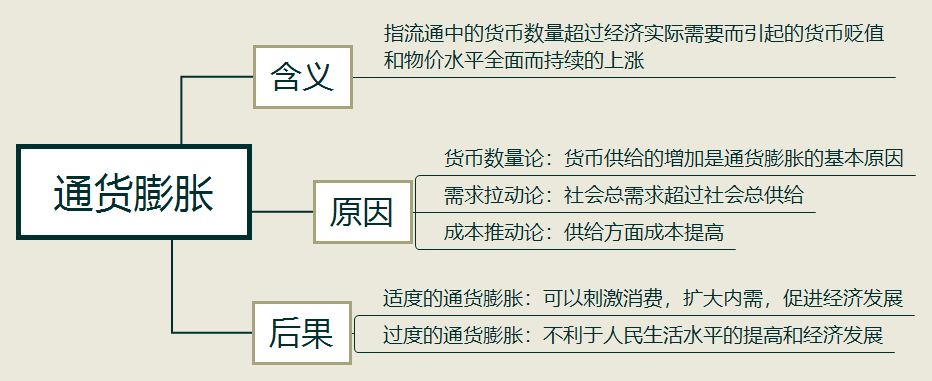 通货膨胀
含义
指流通中的货币数量超过经济实际需要而引起的货币贬值
和物价水平全面而持续的上涨
原因
货币数量论：货币供给的增加是通货膨胀的基本原因
需求拉动论：社会总需求超过社会总供给
成本推动论：供给方面成本提高
后果
适度的通货膨胀：可以刺激消费，扩大内需，促进经济发展
过度的通货膨胀：不利于人民生活水平的提高和经济发展